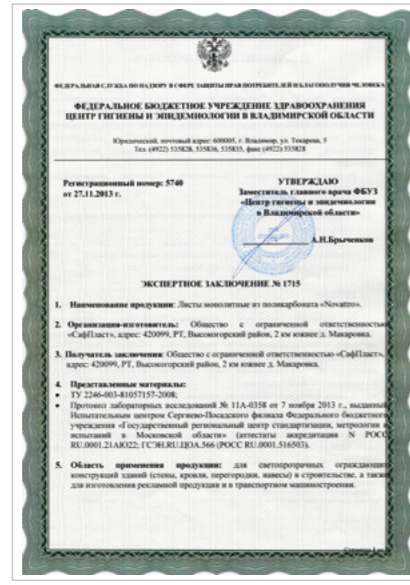 ФЕДЕРАЛЬНАЯ СЛУЖБА ПО НАДЗОРУ В СФЕРЕ ЗАЩИТЫ ПРАВ ПОТРЕБИТЕЛЕЙ И БЛАГОПОЛУЧИЯ ЧЕЛОВЕКА
ФЕДЕРАЛЬНОЕ БЮДЖЕТНОЕ УЧРЕЖДЕНИЕ ЗДРАВООХРАНЕНИЯ
ЦЕНТР ГИГИЕНЫ И ЭПИДЕМИОЛОГИИ В ВЛАДИМИРСКОЙ ОБЛАСТИ
Юридический, почтовый адрес: 600005, г. Владимир, ул. Токарева, 5
Тел. (4922) 535828, 535836, 535835, факс (4922) 535828
Регистрационный номер: 5740
от 27.11.2013 г.
УТВЕРЖДАЮ
Заместитель главного врача ФБУЗ
«Центр гигиены и эпидемиологии
в Владимирской области»
А.Н.Брыченков
ЭКСПЕРТНОЕ ЗАКЛЮЧЕНИЕ № 1715
1. Наименование продукции: Листы монолитные из поликарбоната «Novattro».
2. Организация-изготовитель: Общество с ограниченной ответственностью
«СафПласт», адрес: 420099, РТ, Высокогорский район, 2 км южнее д. Макаровка.
3. Получатель заключения: Общество с ограниченной ответственностью «СафПласт»,
адрес: 420099, РТ, Высокогорский район, 2 км южнее д. Макаровка.
4. Представленные материалы:
• ТУ 2246-003-81057157-2008;
• Протокол лабораторных исследований № 11А-0358 от 7 ноября 2013 г., выданный
Испытательным центром Сергиево-Посадского филиала Федерального бюджетного
учреждения «Государственный региональный центр стандартизации, метрологии и
испытаний в Московской области» (аттестаты аккредитации N РОСС
RU.0001.21АЮ22; ГСЭН.RU.ЦОА.566 (РОСС RU.0001.516503).
5. Область применения продукции: для светопрозрачных ограждающих
конструкций зданий (стены, кровля, перегородки, навесы) в строительстве, а также
для изготовления рекламной продукции и в транспортном машиностроении.